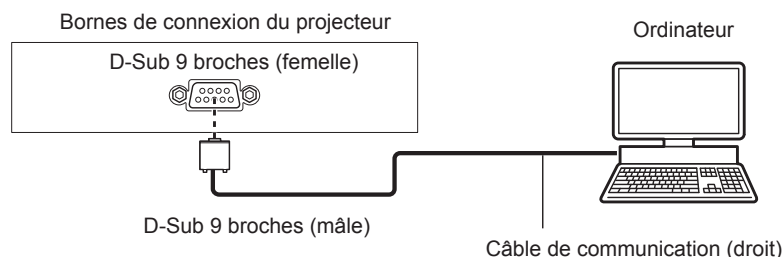 Bornes de connexion du projecteur
Ordinateur
D-Sub 9 broches (femelle)
D-Sub 9 broches (mâle)
Câble de communication (droit)